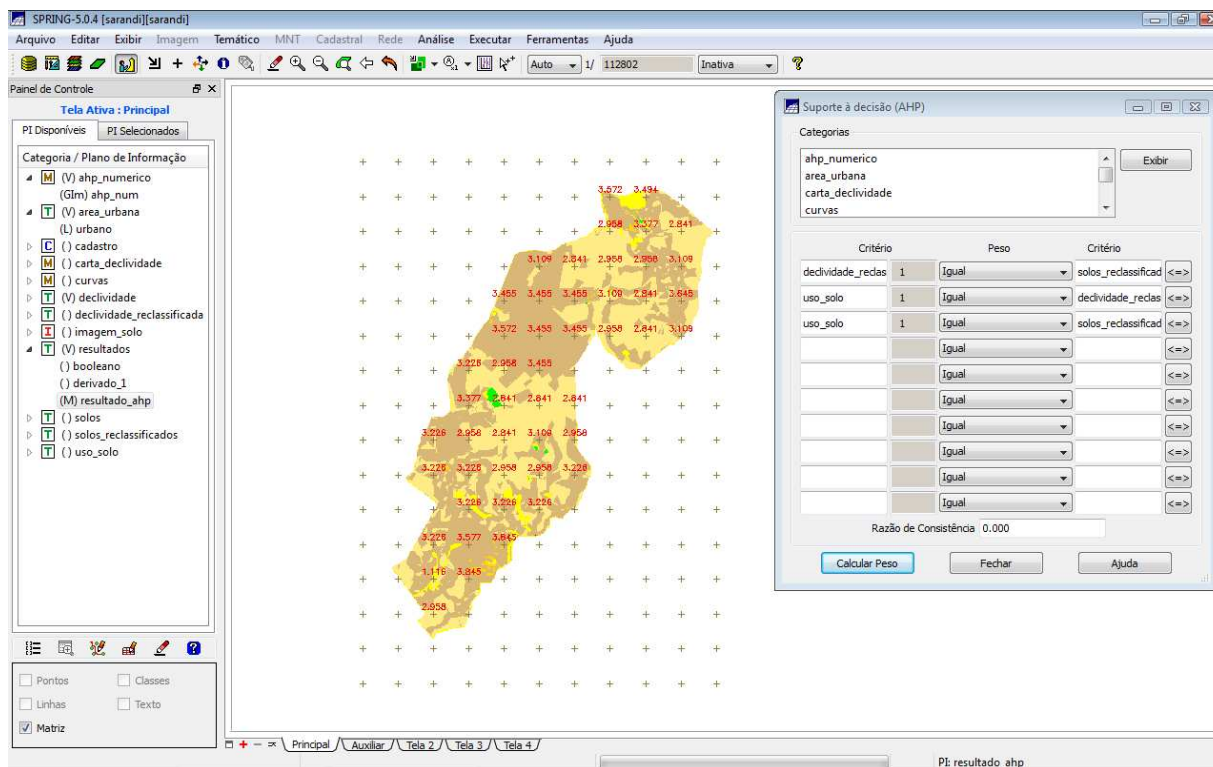 SPRING-5.0.4 [sarandi][sarandi]
Arquivo Editar Exibir Imagem Temático MNT Cadastral Rede Análise Executar Ferramentas Ajuda
Auto 1/ 112802 Inativa
Painel de Controle
Tela Ativa : Principal
PI Disponíveis PI Selecionados
Categoria / Plano de Informação
M (V) ahp_numerico
(GIm) ahp_num
T (V) area_urbana
(L) urbano
C ( ) cadastro
M ( ) carta_declividade
M ( ) curvas
T (V) declividade
T ( ) declividade_reclassificada
I ( ) imagem_solo
T (V) resultados
( ) booleano
( ) derivado_1
(M) resultado_ahp
T ( ) solos
T ( ) solos_reclassificados
T ( ) uso_solo
Pontos Classes
Linhas Texto
Matriz
3.572 3.494
2.958 3.377 2.841
3.109 2.841 2.958 2.958 3.109
3.455 3.455 3.455 3.109 2.841 3.845
3.572 3.455 3.455 2.958 2.841 3.109
3.226 2.958 3.455
3.377 2.841 2.841 2.841
3.226 2.958 2.841 3.109 2.958
3.226 3.226 2.958 2.958 3.226
3.226 3.226 3.226
3.226 3.577 3.845
1.116 3.845
2.958
Principal Auxiliar Tela 2 Tela 3 Tela 4
PI: resultado_ahp
Suporte à decisão (AHP)
Categorias
ahp_numerico
area_urbana
carta_declividade
curvas
Exibir
Critério Peso Critério
declividade_reclas 1 Igual solos_reclassificad <=>
uso_solo 1 Igual declividade_reclas <=>
uso_solo 1 Igual solos_reclassificad <=>
Igual <=>
Igual <=>
Igual <=>
Igual <=>
Igual <=>
Igual <=>
Igual <=>
Razão de Consistência 0.000
Calcular Peso Fechar Ajuda